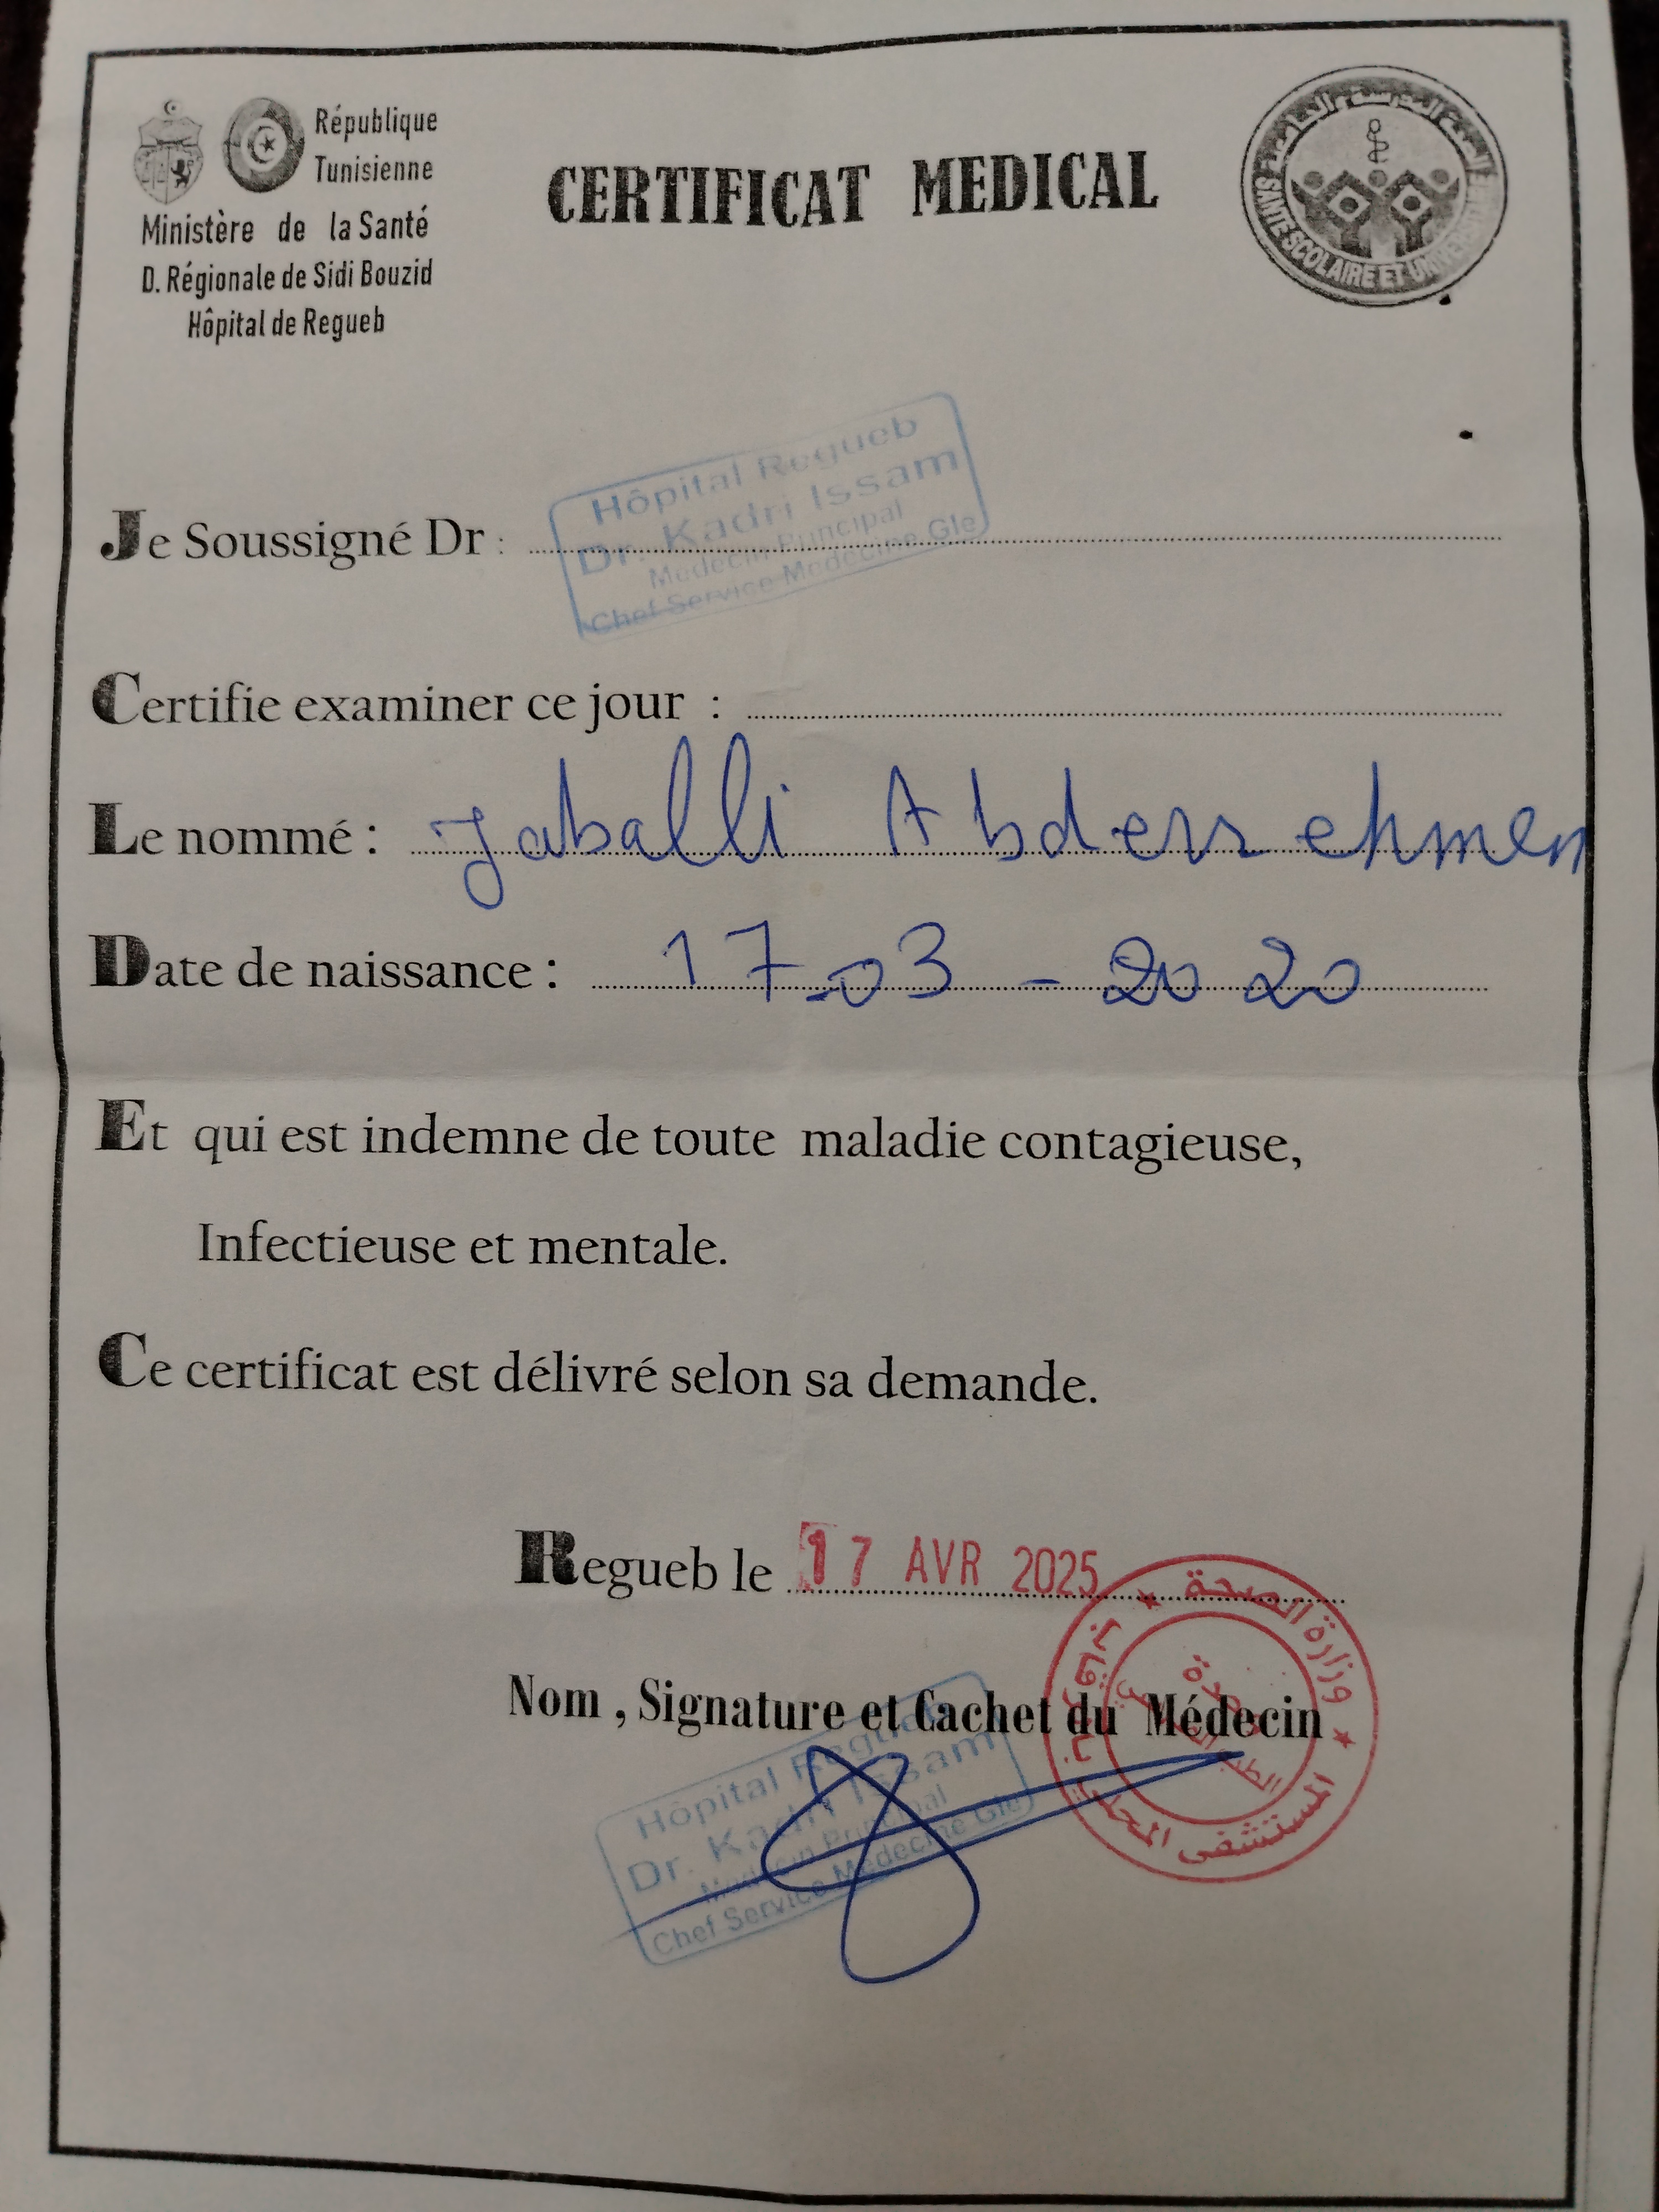 République
Tunisienne
Ministère de la Santé
D. Régionale de Sidi Bouzid
Hôpital de Regueb
CERTIFICAT MEDICAL
SANTE SCOLAIRE ET UNIVERSITAIRE
Hôpital Regueb
Dr. Kadri Issam
Medecin Principal
Chef Service Medecine Gle
Je Soussigné Dr :
Certifie examiner ce jour :
Le nommé : Jaballi Abderrehmen
Date de naissance : 17-03-2020
Et qui est indemne de toute maladie contagieuse,
Infectieuse et mentale.
Ce certificat est délivré selon sa demande.
Regueb le 17 AVR 2025
Nom , Signature et Cachet du Médecin
Hôpital Regueb
Dr. Kadri Issam
Medecin Principal
Chef Service Medecine Gle
وزارة الصحة
المستشفى المحلي بالرقاب